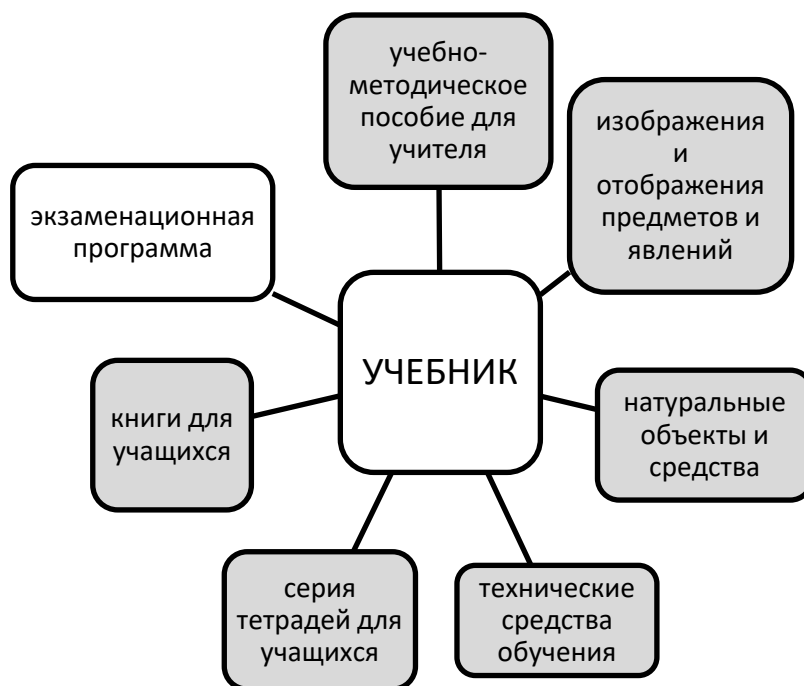 учебно-
методическое
пособие для
учителя
изображения
и
отображения
предметов и
явлений
экзаменационная
программа
УЧЕБНИК
книги для
учащихся
натуральные
объекты и
средства
серия
тетрадей для
учащихся
технические
средства
обучения